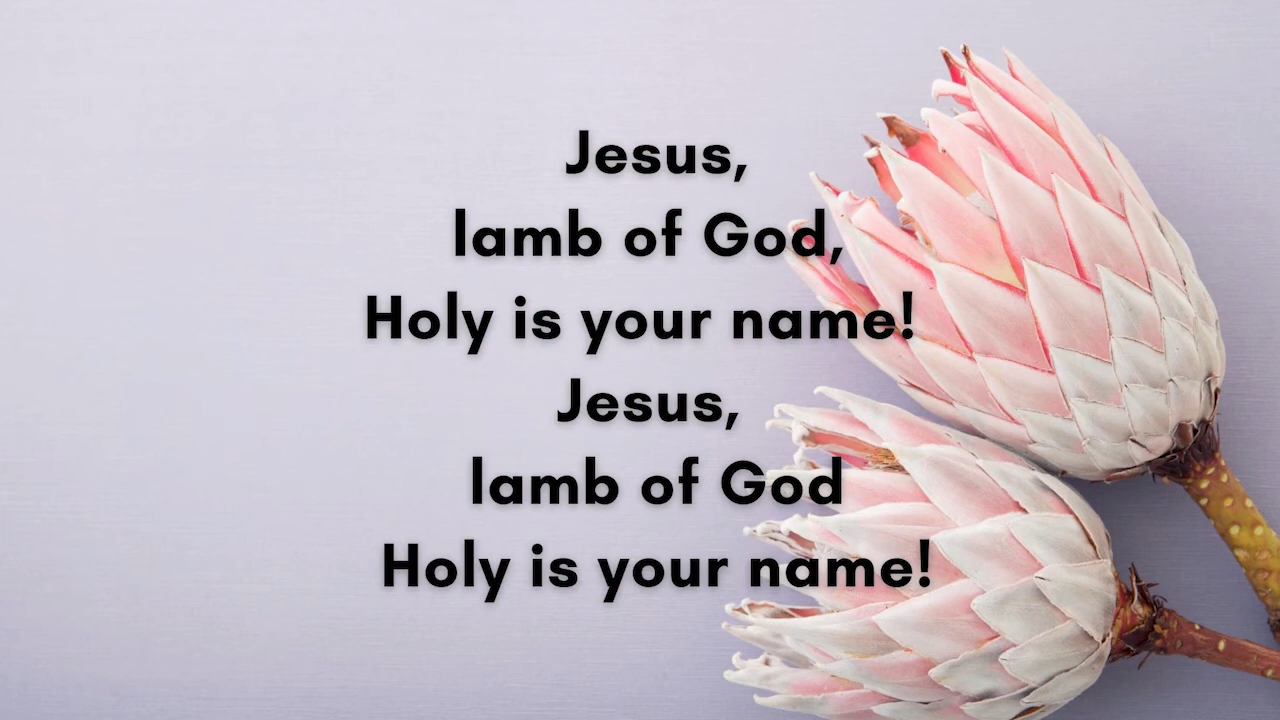 Jesus,
lamb of God,
Holy is your name!
Jesus,
lamb of God
Holy is your name!